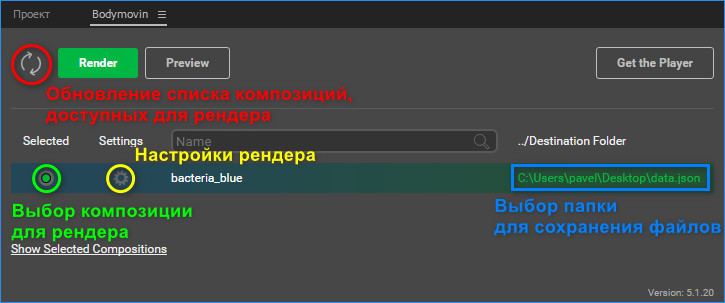 Проект Bodymovin
Render Preview Get the Player
Обновление списка композиций,
доступных для рендера
Selected Settings Name ../Destination Folder
Настройки рендера
bacteria_blue C:\Users\pavel\Desktop\data.json
Выбор композиции
для рендера
Выбор папки
для сохранения файлов
Show Selected Compositions
Version: 5.1.20